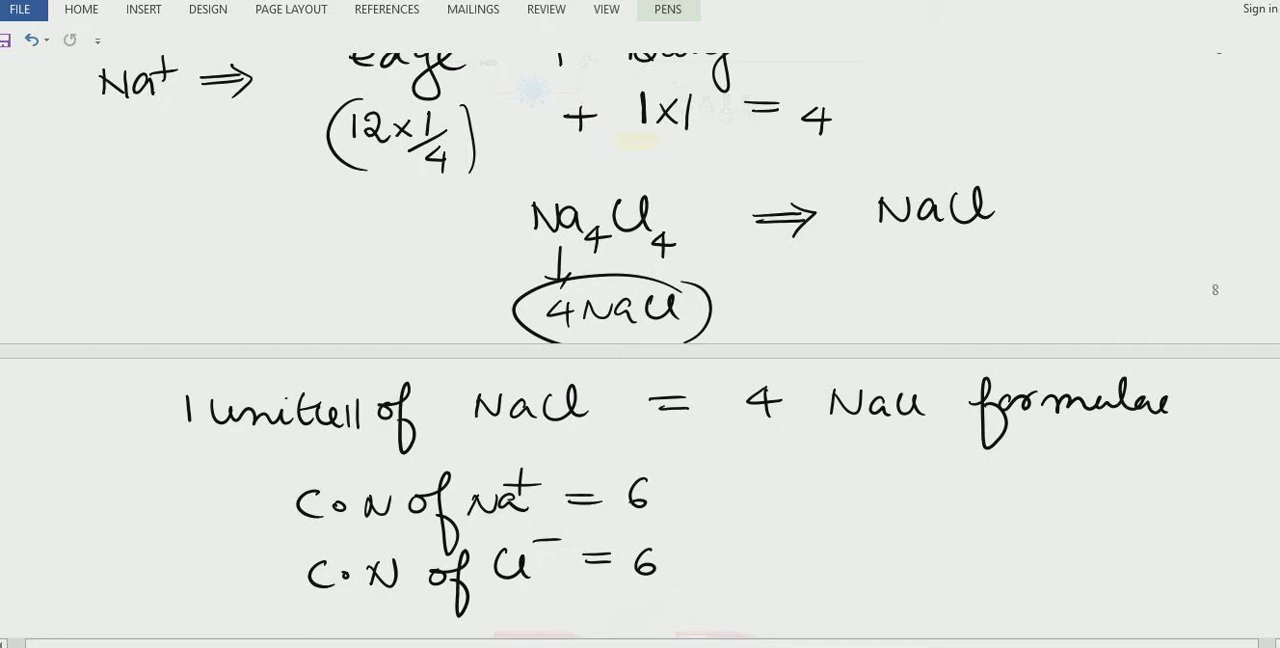 FILE HOME INSERT DESIGN PAGE LAYOUT REFERENCES MAILINGS REVIEW VIEW PENS Sign in
Na⁺ ⇒ edge
(12×1/4) + 1×1 = 4
Na₄Cl₄ ⇒ NaCl
↓
4NaCl
8
1 unitcell of NaCl = 4 NaCl formulae
C.N of Na⁺ = 6
C.N of Cl⁻ = 6